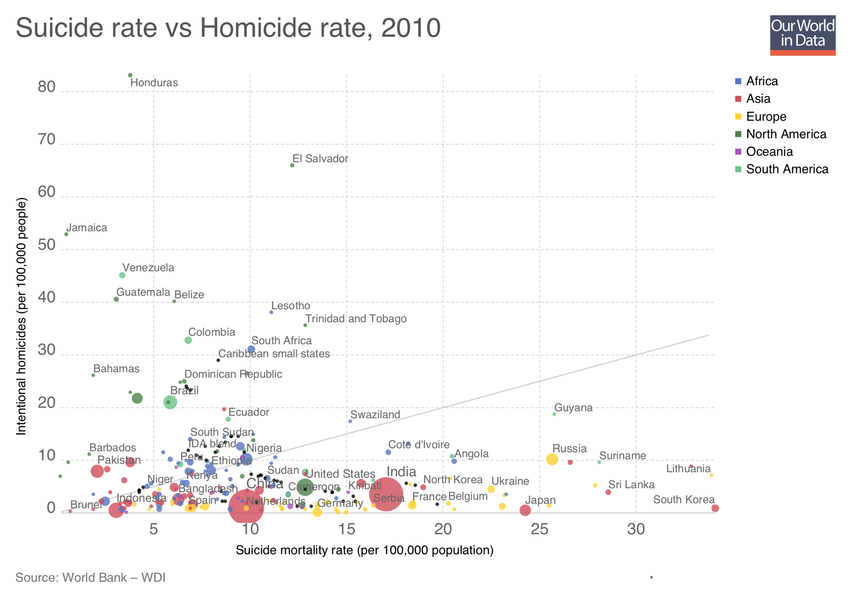 Suicide rate vs Homicide rate, 2010
Our World
in Data
Africa
Asia
Europe
North America
Oceania
South America
Intentional homicides (per 100,000 people)
80
70
60
50
40
30
20
10
0
Honduras
El Salvador
Jamaica
Venezuela
Guatemala
Belize
Lesotho
Trinidad and Tobago
Colombia
South Africa
Caribbean small states
Bahamas
Dominican Republic
Brazil
Ecuador
Guyana
Swaziland
South Sudan
IDA blend
Cote d'Ivoire
Barbados
Nigeria
Russia
Pakistan
Peru
Ethiopia
Angola
Suriname
Lithuania
Niger
Kenya
Sudan
United States
India
China
Cameroon
Kiribati
North Korea
Ukraine
Sri Lanka
Bangladesh
Brunei
Indonesia
Spain
Netherlands
Germany
Serbia
France
Belgium
Japan
South Korea
5
10
15
20
25
30
Suicide mortality rate (per 100,000 population)
Source: World Bank – WDI